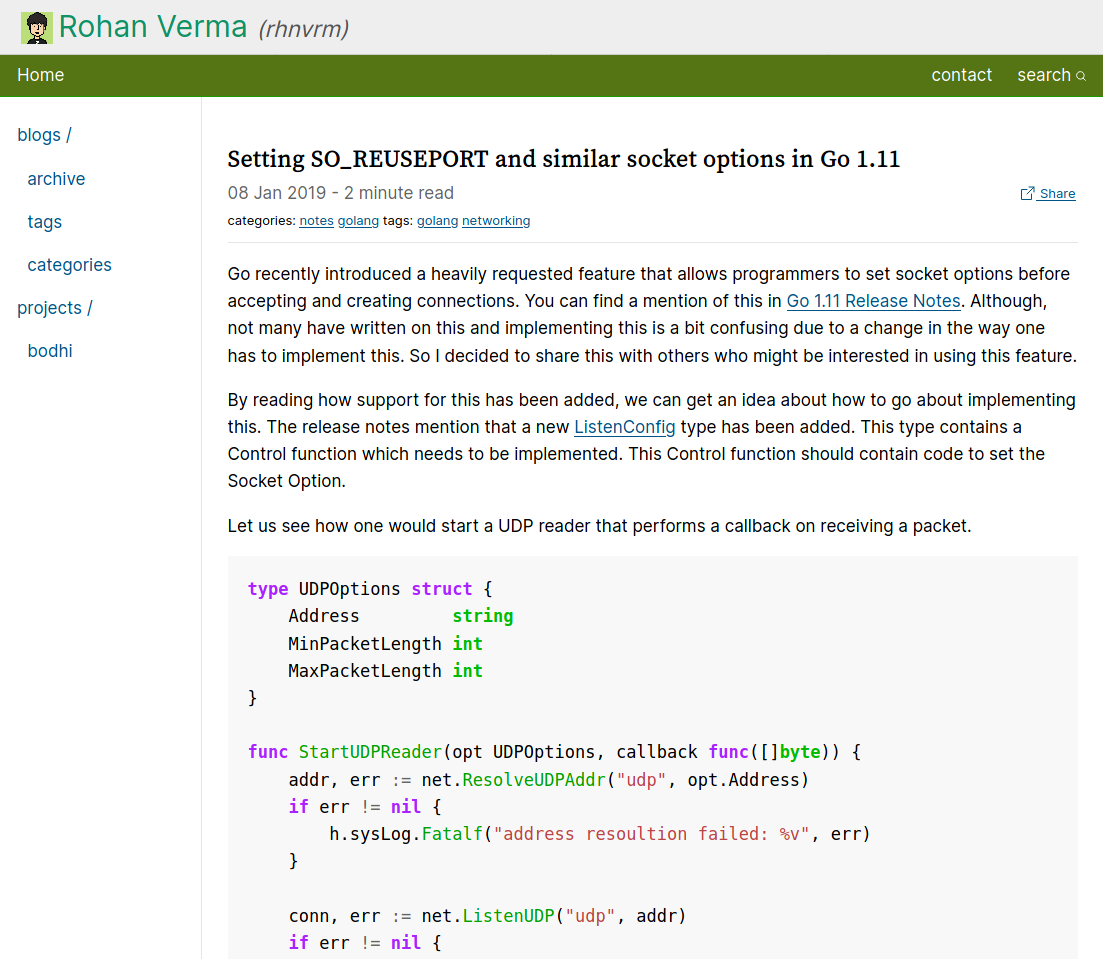 Rohan Verma (rhnvrm)
Home
contact
search
blogs /
archive
tags
categories
projects /
bodhi
Setting SO_REUSEPORT and similar socket options in Go 1.11
08 Jan 2019 - 2 minute read
Share
categories: notes golang tags: golang networking
Go recently introduced a heavily requested feature that allows programmers to set socket options before
accepting and creating connections. You can find a mention of this in Go 1.11 Release Notes. Although,
not many have written on this and implementing this is a bit confusing due to a change in the way one
has to implement this. So I decided to share this with others who might be interested in using this feature.
By reading how support for this has been added, we can get an idea about how to go about implementing
this. The release notes mention that a new ListenConfig type has been added. This type contains a
Control function which needs to be implemented. This Control function should contain code to set the
Socket Option.
Let us see how one would start a UDP reader that performs a callback on receiving a packet.
type UDPOptions struct {
    Address         string
    MinPacketLength int
    MaxPacketLength int
}
func StartUDPReader(opt UDPOptions, callback func([]byte)) {
    addr, err := net.ResolveUDPAddr("udp", opt.Address)
    if err != nil {
        h.sysLog.Fatalf("address resoultion failed: %v", err)
    }
    conn, err := net.ListenUDP("udp", addr)
    if err != nil {